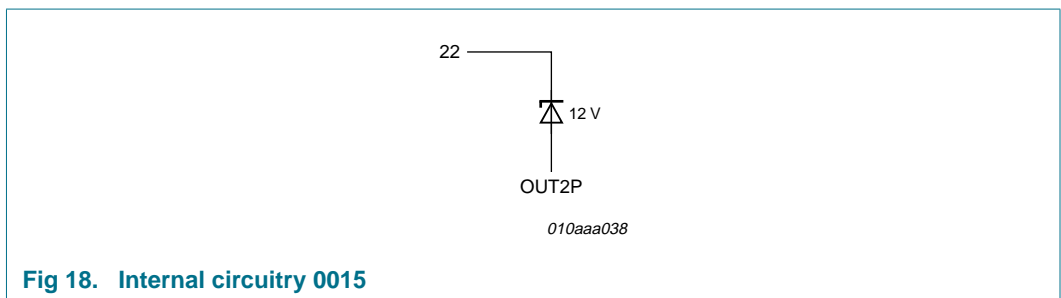 22
12 V
OUT2P
010aaa038
Fig 18. Internal circuitry 0015